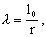 λ = l₀/r ,